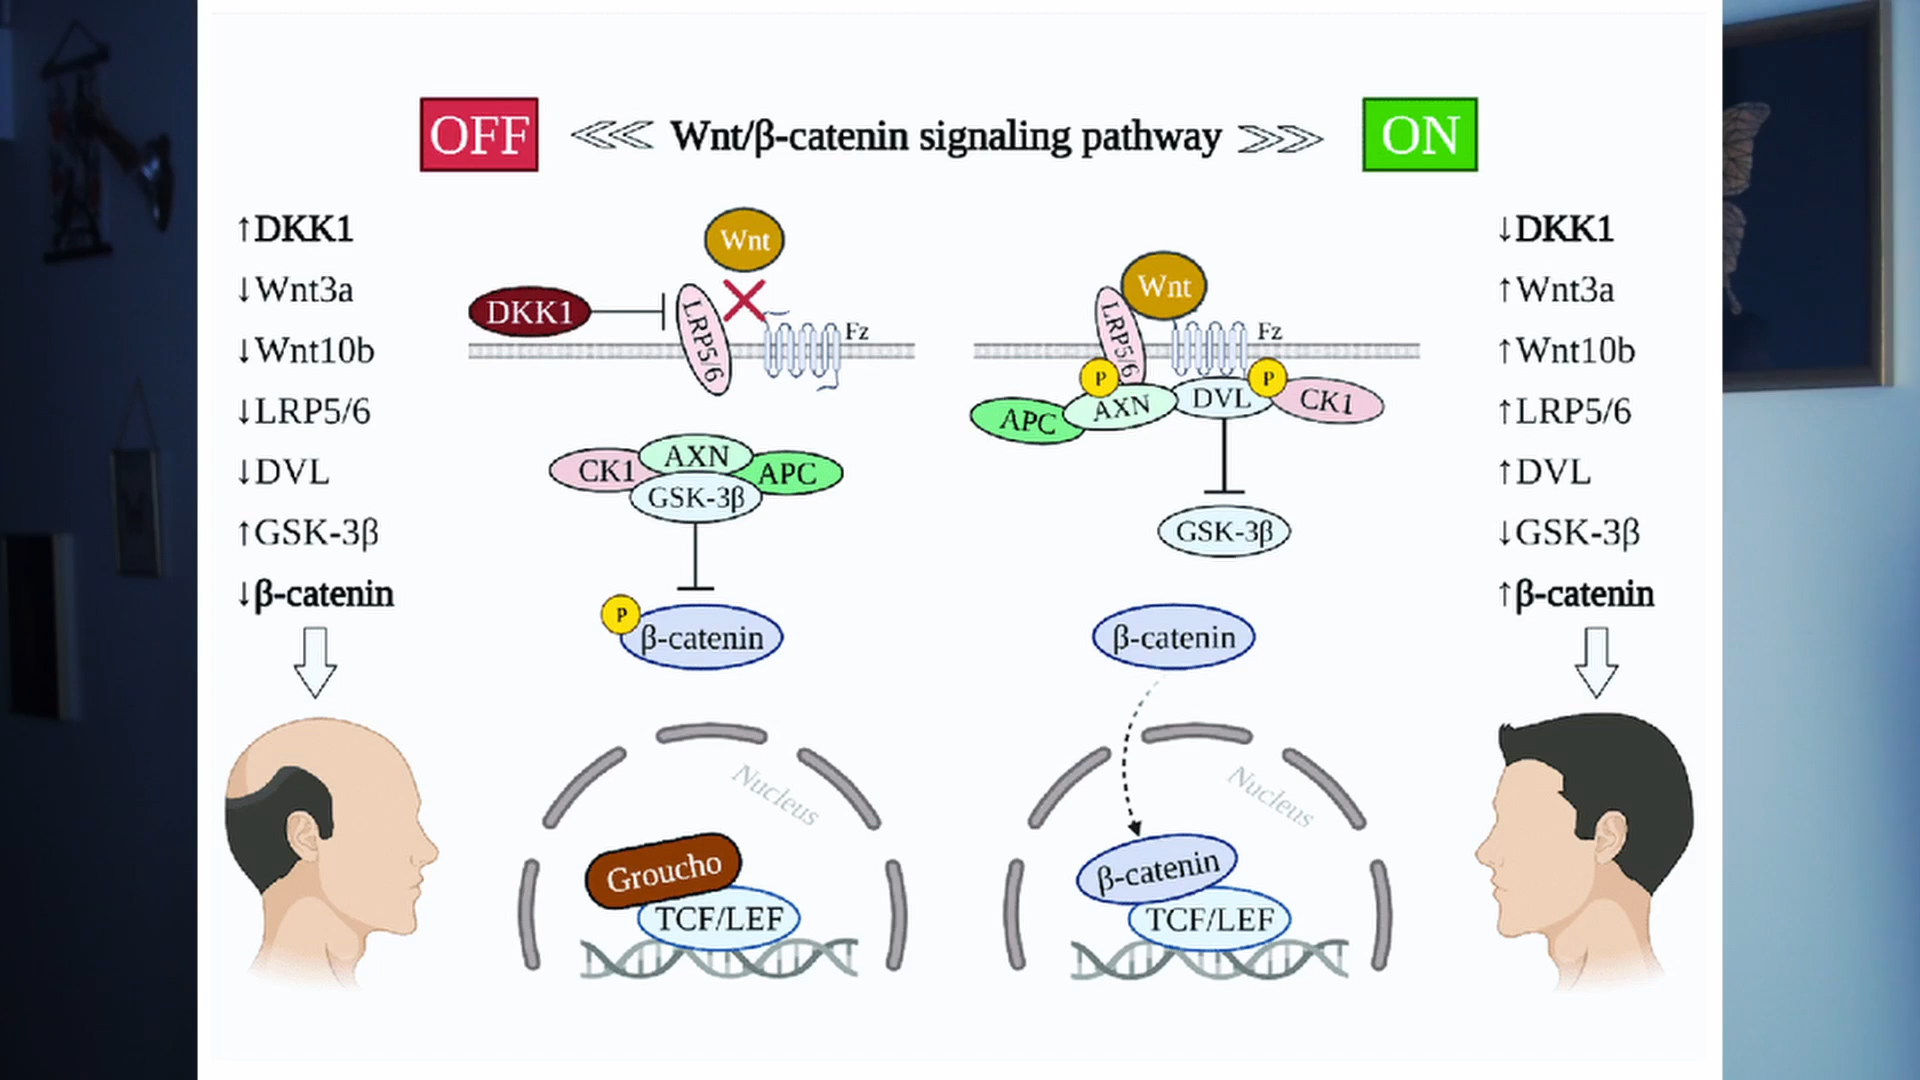 OFF
Wnt/β-catenin signaling pathway
ON
↑DKK1
↓Wnt3a
↓Wnt10b
↓LRP5/6
↓DVL
↑GSK-3β
↓β-catenin
Wnt
DKK1
LRP5/6
Fz
CK1
AXN
APC
GSK-3β
P
β-catenin
Nucleus
Groucho
TCF/LEF
Wnt
LRP5/6
Fz
P
P
APC
AXN
DVL
CK1
GSK-3β
β-catenin
Nucleus
β-catenin
TCF/LEF
↓DKK1
↑Wnt3a
↑Wnt10b
↑LRP5/6
↑DVL
↓GSK-3β
↑β-catenin